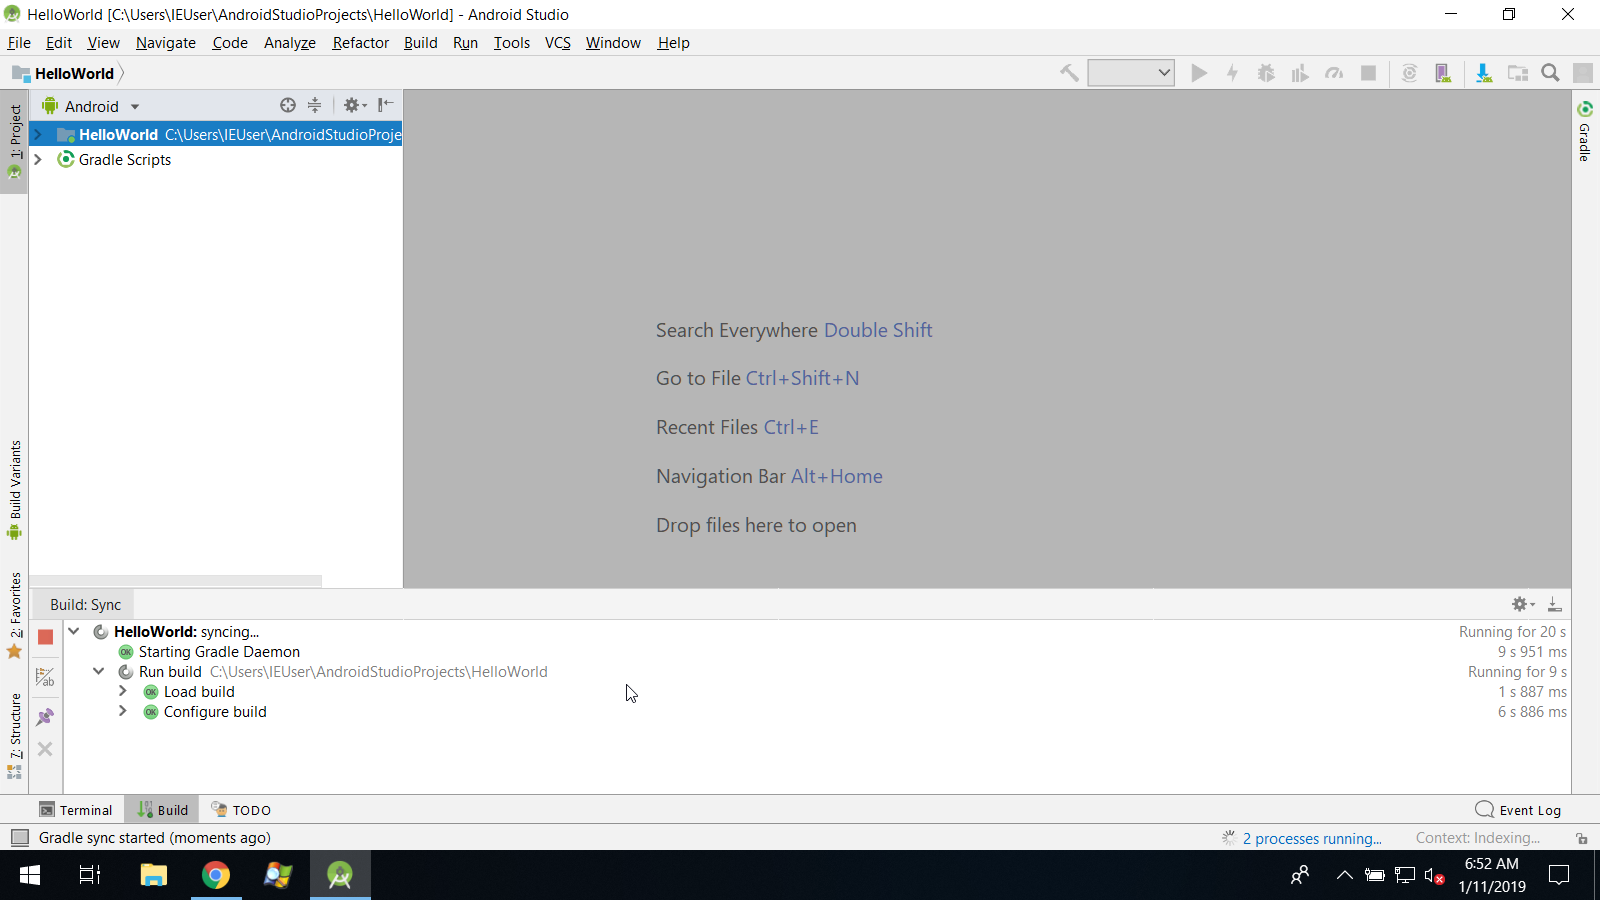 HelloWorld [C:\Users\IEUser\AndroidStudioProjects\HelloWorld] - Android Studio
File Edit View Navigate Code Analyze Refactor Build Run Tools VCS Window Help
HelloWorld
1: Project
Android
HelloWorld C:\Users\IEUser\AndroidStudioProje
Gradle Scripts
Gradle
Search Everywhere Double Shift
Go to File Ctrl+Shift+N
Recent Files Ctrl+E
Navigation Bar Alt+Home
Drop files here to open
Build Variants
2: Favorites
7: Structure
Build: Sync
HelloWorld: syncing... Running for 20 s
OK Starting Gradle Daemon 9 s 951 ms
Run build C:\Users\IEUser\AndroidStudioProjects\HelloWorld Running for 9 s
OK Load build 1 s 887 ms
OK Configure build 6 s 886 ms
Terminal Build TODO Event Log
Gradle sync started (moments ago) 2 processes running... Context: Indexing...
6:52 AM
1/11/2019